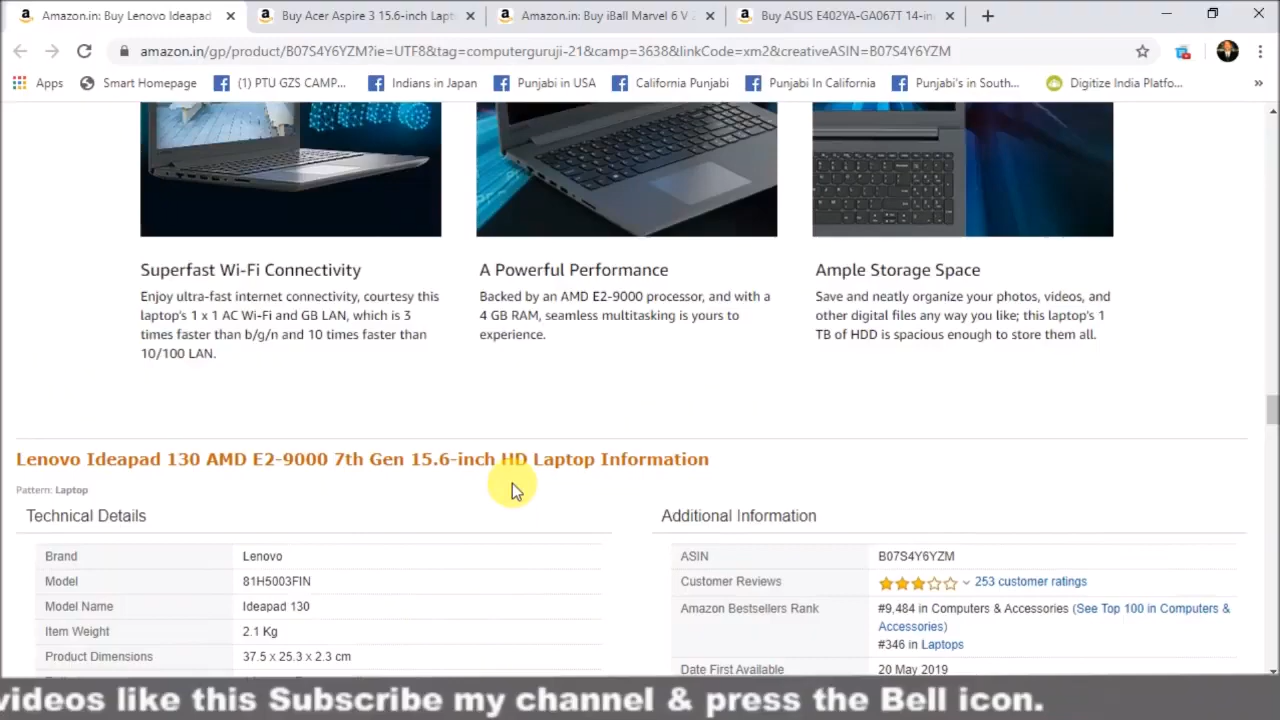 Amazon.in: Buy Lenovo Ideapad
Buy Acer Aspire 3 15.6-inch Lapt
Amazon.in: Buy iBall Marvel 6 V 2
Buy ASUS E402YA-GA067T 14-in
amazon.in/gp/product/B07S4Y6YZM?ie=UTF8&tag=computerguruji-21&camp=3638&linkCode=xm2&creativeASIN=B07S4Y6YZM
Apps
Smart Homepage
(1) PTU GZS CAMP...
Indians in Japan
Punjabi in USA
California Punjabi
Punjabi In California
Punjabi's in South...
Digitize India Platfo...
Superfast Wi-Fi Connectivity
Enjoy ultra-fast internet connectivity, courtesy this
laptop's 1 x 1 AC Wi-Fi and GB LAN, which is 3
times faster than b/g/n and 10 times faster than
10/100 LAN.
A Powerful Performance
Backed by an AMD E2-9000 processor, and with a
4 GB RAM, seamless multitasking is yours to
experience.
Ample Storage Space
Save and neatly organize your photos, videos, and
other digital files any way you like; this laptop's 1
TB of HDD is spacious enough to store them all.
Lenovo Ideapad 130 AMD E2-9000 7th Gen 15.6-inch HD Laptop Information
Pattern: Laptop
Technical Details
Brand Lenovo
Model 81H5003FIN
Model Name Ideapad 130
Item Weight 2.1 Kg
Product Dimensions 37.5 x 25.3 x 2.3 cm
Additional Information
ASIN B07S4Y6YZM
Customer Reviews 253 customer ratings
Amazon Bestsellers Rank #9,484 in Computers & Accessories (See Top 100 in Computers &
Accessories)
#346 in Laptops
Date First Available 20 May 2019
videos like this Subscribe my channel & press the Bell icon.